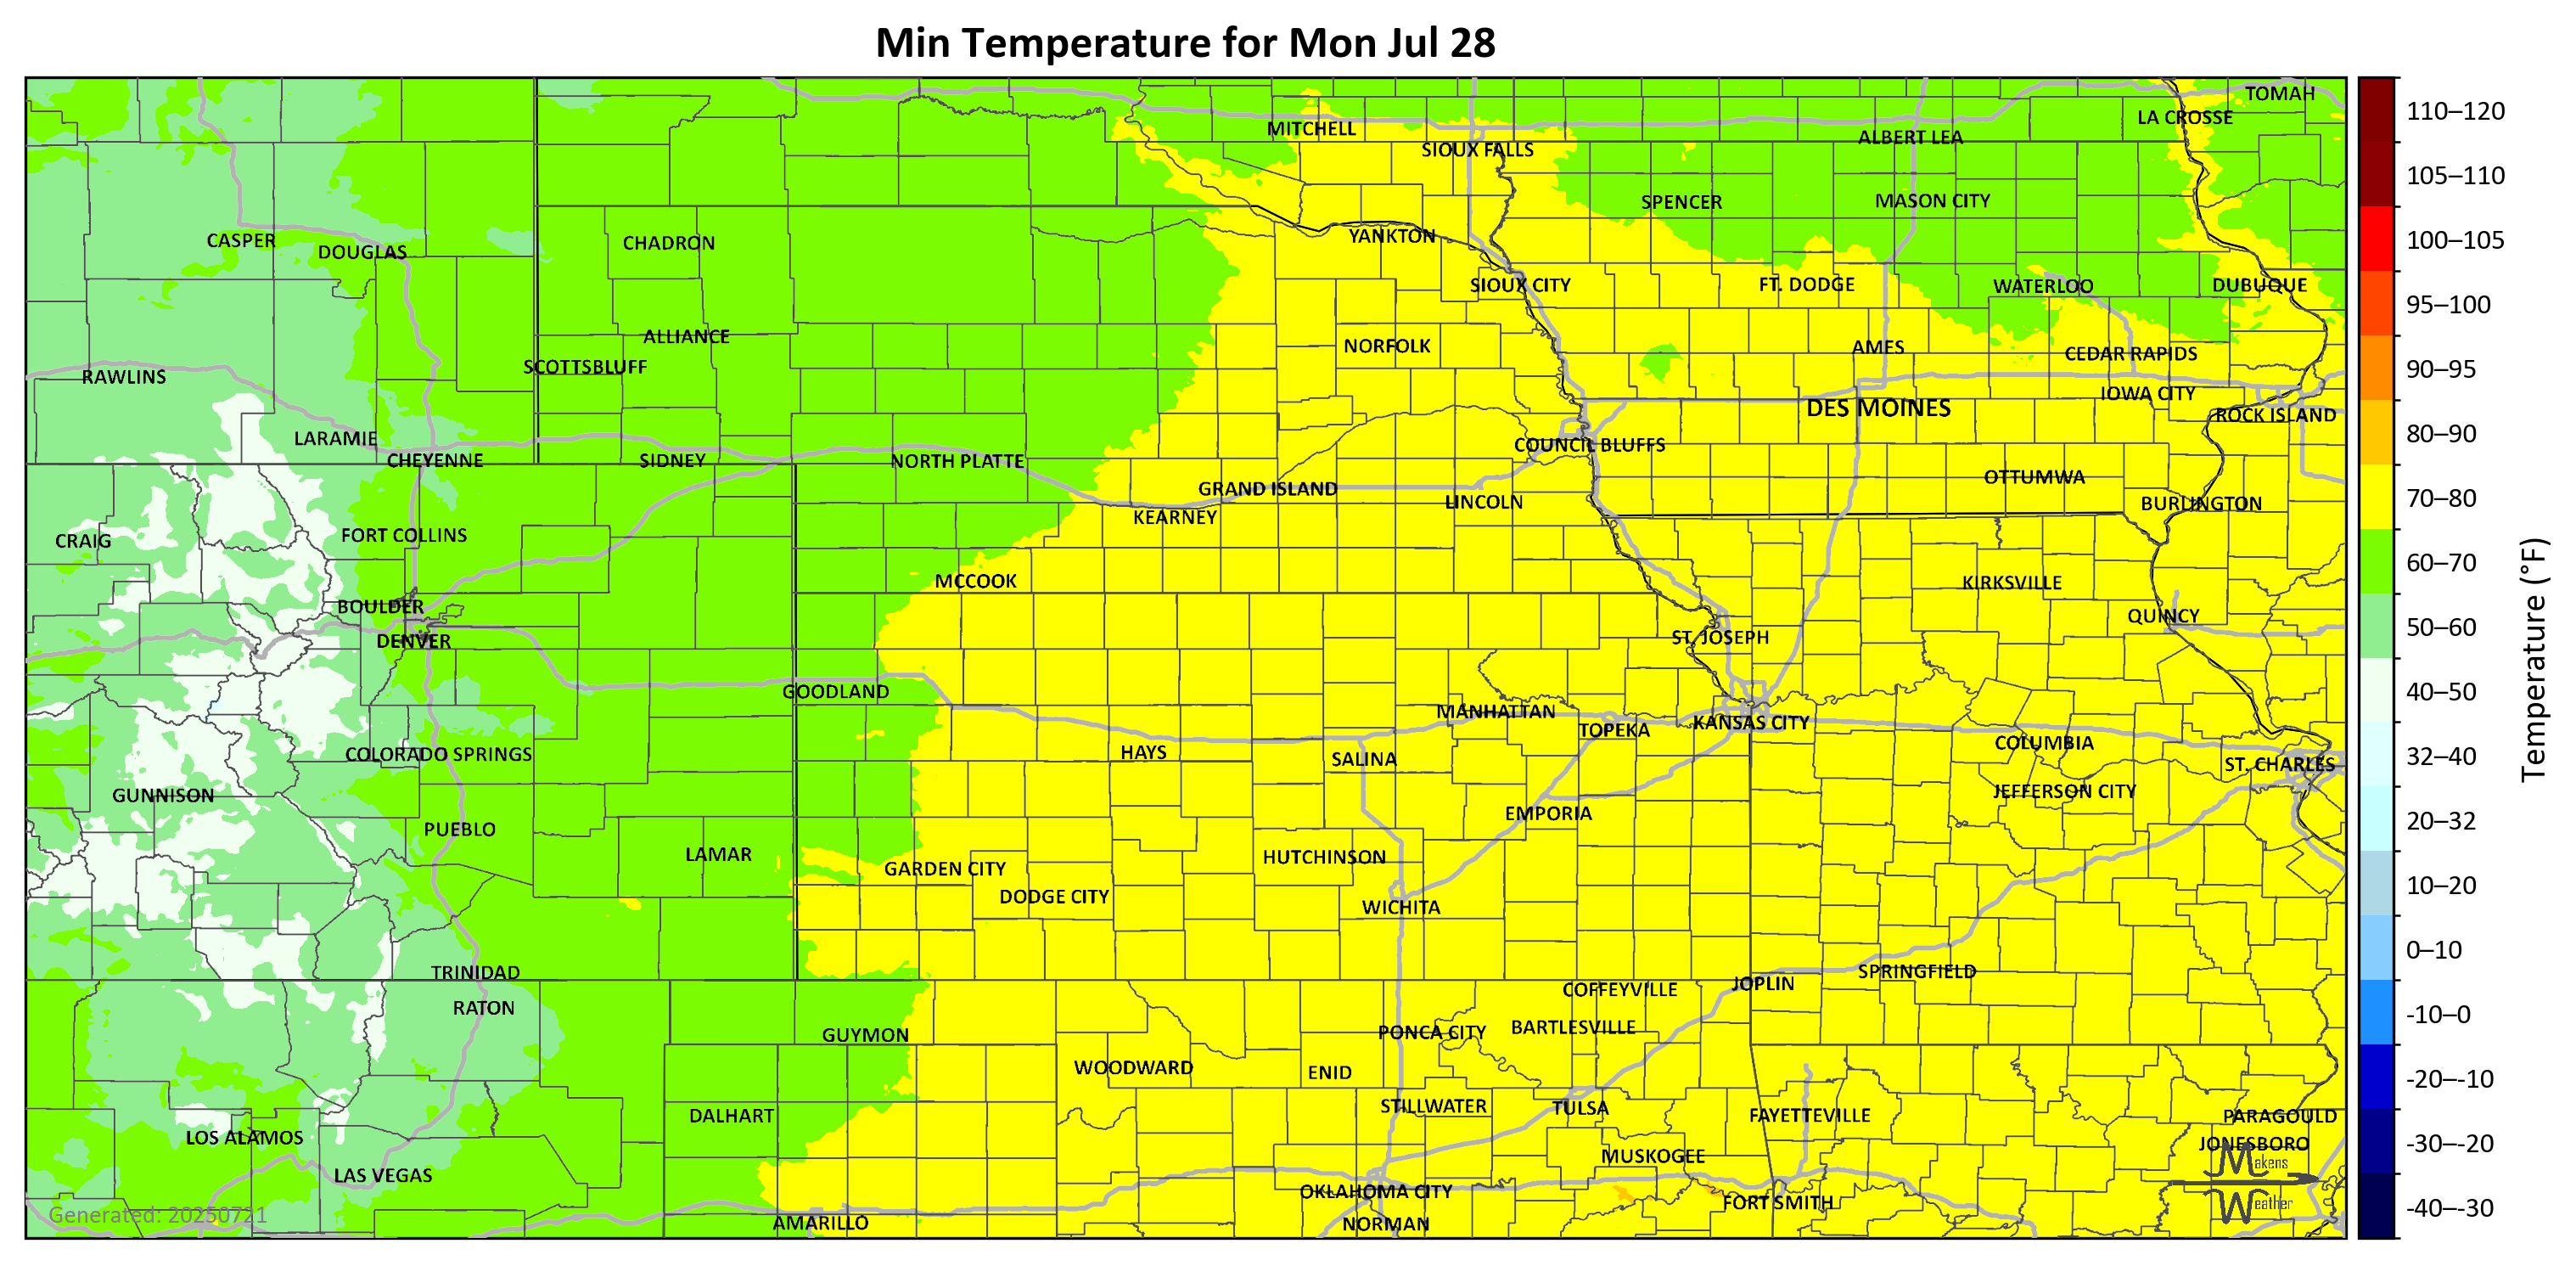 Min Temperature for Mon Jul 28
TOMAH
LA CROSSE
MITCHELL
ALBERT LEA
SIOUX FALLS
SPENCER
MASON CITY
YANKTON
CASPER
CHADRON
DOUGLAS
SIOUX CITY
FT. DODGE
WATERLOO
DUBUQUE
ALLIANCE
NORFOLK
AMES
CEDAR RAPIDS
SCOTTSBLUFF
RAWLINS
IOWA CITY
DES MOINES
ROCK ISLAND
LARAMIE
COUNCIL BLUFFS
CHEYENNE
SIDNEY
NORTH PLATTE
OTTUMWA
GRAND ISLAND
LINCOLN
BURLINGTON
KEARNEY
FORT COLLINS
CRAIG
MCCOOK
KIRKSVILLE
BOULDER
QUINCY
DENVER
ST. JOSEPH
GOODLAND
MANHATTAN
KANSAS CITY
TOPEKA
COLUMBIA
HAYS
COLORADO SPRINGS
SALINA
ST. CHARLES
GUNNISON
JEFFERSON CITY
EMPORIA
PUEBLO
LAMAR
HUTCHINSON
GARDEN CITY
DODGE CITY
WICHITA
TRINIDAD
SPRINGFIELD
JOPLIN
COFFEYVILLE
RATON
GUYMON
PONCA CITY
BARTLESVILLE
WOODWARD
ENID
STILLWATER
TULSA
DALHART
FAYETTEVILLE
PARAGOULD
LOS ALAMOS
JONESBORO
MUSKOGEE
LAS VEGAS
OKLAHOMA CITY
FORT SMITH
AMARILLO
NORMAN
Generated: 20250721
Makens
Weather
110–120
105–110
100–105
95–100
90–95
80–90
70–80
60–70
50–60
40–50
32–40
20–32
10–20
0–10
-10–0
-20–-10
-30–-20
-40–-30
Temperature (°F)